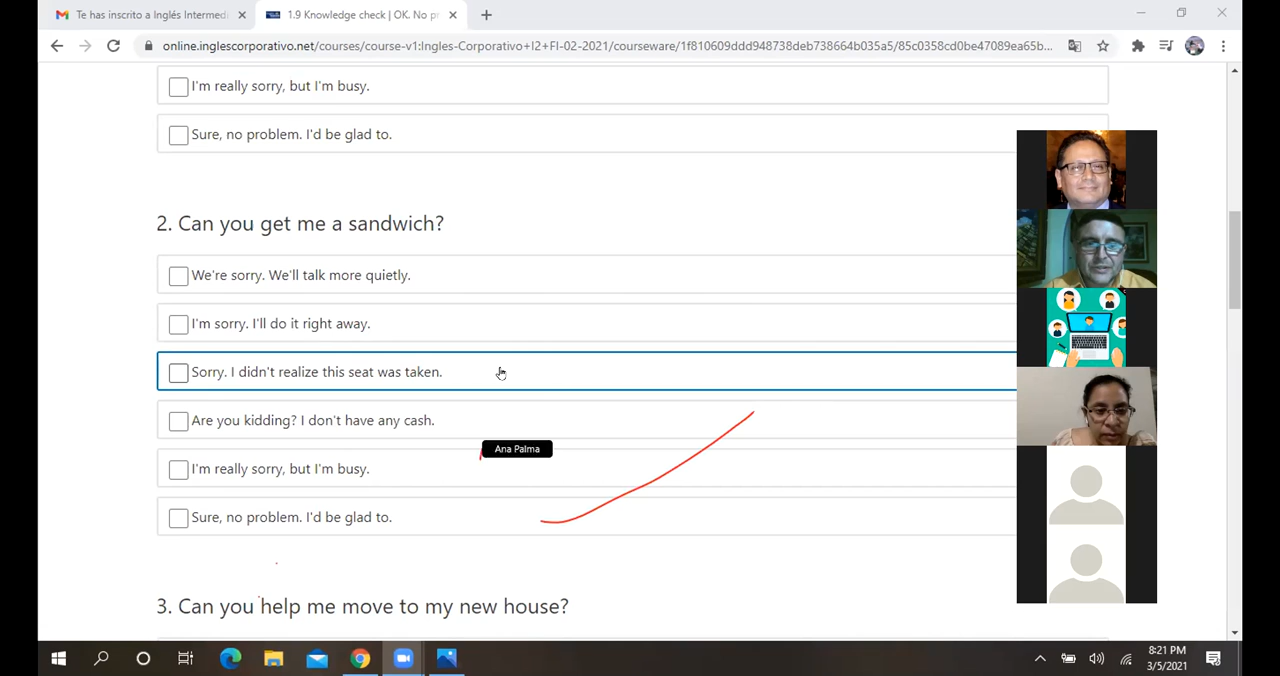 Te has inscrito a Inglés Intermedi
1.9 Knowledge check | OK. No pr
online.inglescorporativo.net/courses/course-v1:Ingles-Corporativo+I2+FI-02-2021/courseware/1f810609ddd948738deb738664b035a5/85c0358cd0be47089ea65b...
I'm really sorry, but I'm busy.
Sure, no problem. I'd be glad to.
2. Can you get me a sandwich?
We're sorry. We'll talk more quietly.
I'm sorry. I'll do it right away.
Sorry. I didn't realize this seat was taken.
Are you kidding? I don't have any cash.
Ana Palma
I'm really sorry, but I'm busy.
Sure, no problem. I'd be glad to.
3. Can you help me move to my new house?
8:21 PM
3/5/2021